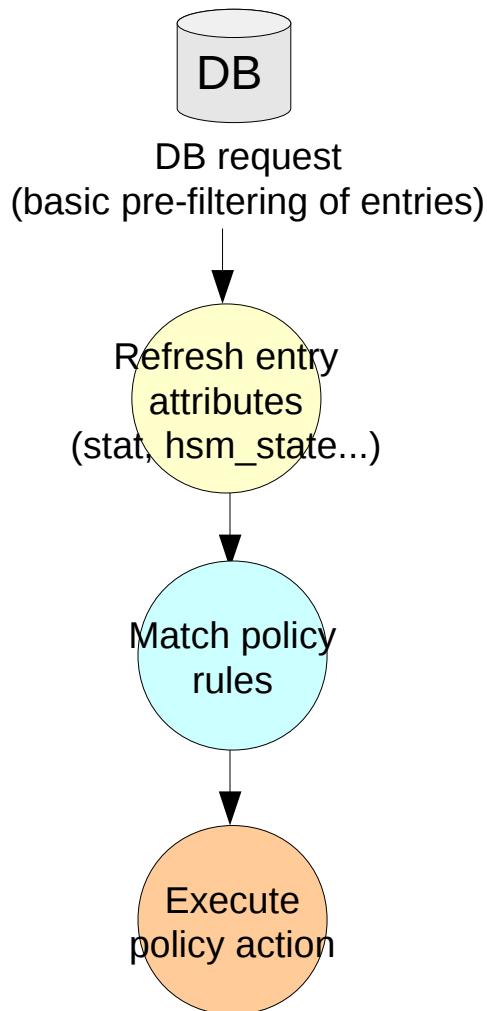 DB
DB request
(basic pre-filtering of entries)
Refresh entry
attributes
(stat, hsm_state...)
Match policy
rules
Execute
policy action